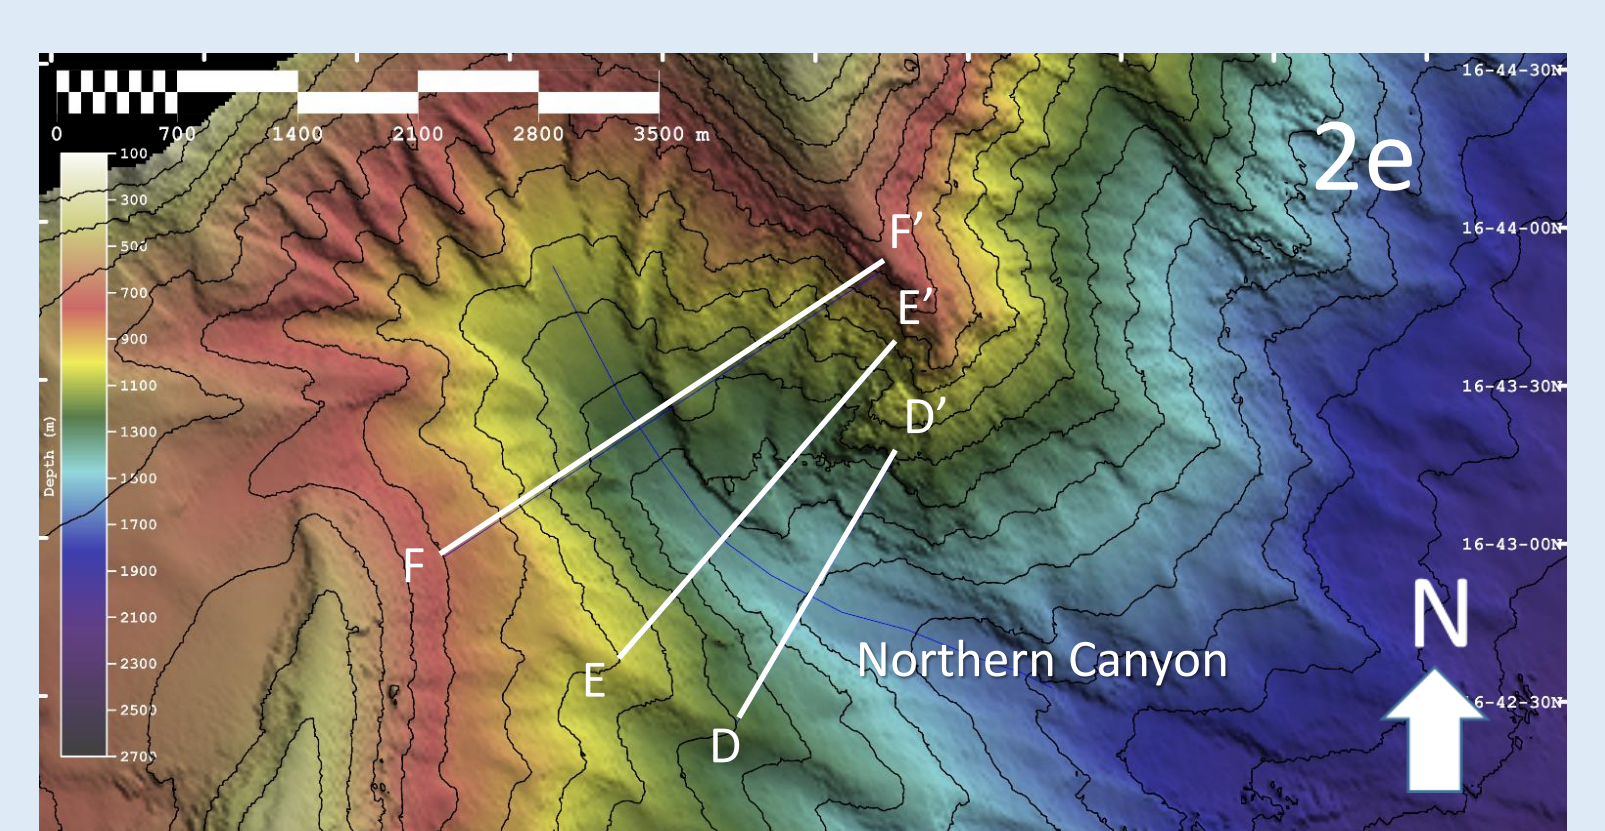 0 700 1400 2100 2800 3500 m
16-44-30N
2e
100
300
500
700
900
1100
1300
1500
1700
1900
2100
2300
2500
2700
Depth (m)
16-44-00N
F’
E’
16-43-30N
D’
16-43-00N
F
N
Northern Canyon
E
6-42-30N
D